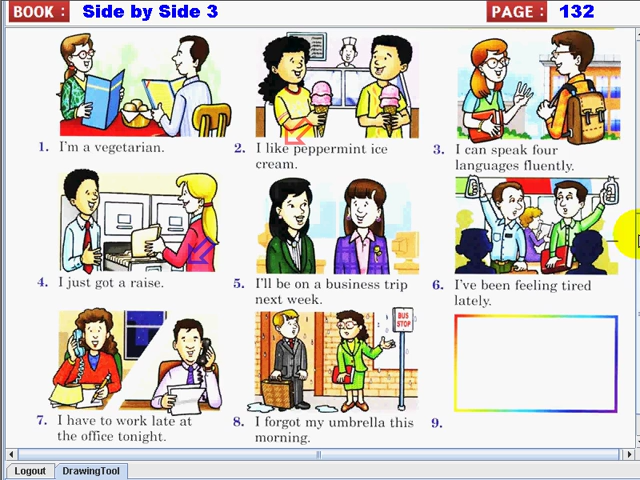 BOOK : Side by Side 3 PAGE : 132
1. I'm a vegetarian.
2. I like peppermint ice
cream.
3. I can speak four
languages fluently.
4. I just got a raise.
5. I'll be on a business trip
next week.
6. I've been feeling tired
lately.
BUS
STOP
7. I have to work late at
the office tonight.
8. I forgot my umbrella this
morning.
9.
Logout DrawingTool